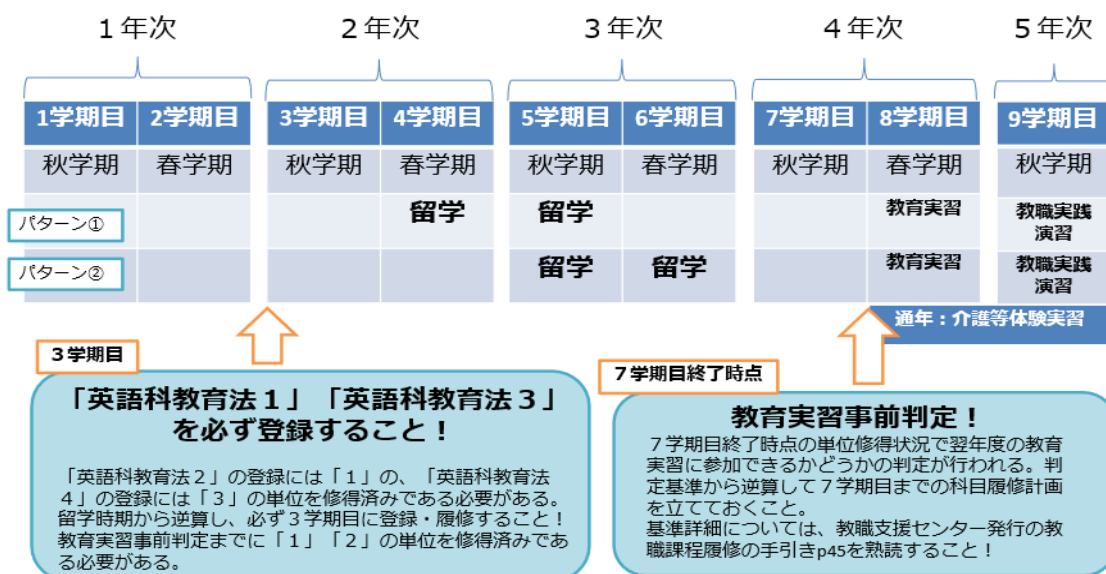 1年次 2年次 3年次 4年次 5年次
1学期目 2学期目 3学期目 4学期目 5学期目 6学期目 7学期目 8学期目 9学期目
秋学期 春学期 秋学期 春学期 秋学期 春学期 秋学期 春学期 秋学期
パターン① 留学 留学 教育実習 教職実践
演習
パターン② 留学 留学 教育実習 教職実践
演習
通年：介護等体験実習
3学期目
「英語科教育法１」「英語科教育法３」
を必ず登録すること！
「英語科教育法２」の登録には「１」の、「英語科教育法
４」の登録には「３」の単位を修得済みである必要がある。
留学時期から逆算し、必ず３学期目に登録・履修すること！
教育実習事前判定までに「１」「２」の単位を修得済みであ
る必要がある。
７学期目終了時点
教育実習事前判定！
７学期目終了時点の単位修得状況で翌年度の教育
実習に参加できるかどうかの判定が行われる。判
定基準から逆算して７学期目までの科目履修計画
を立てておくこと。
基準詳細については、教職支援センター発行の教
職課程履修の手引きp45を熟読すること！